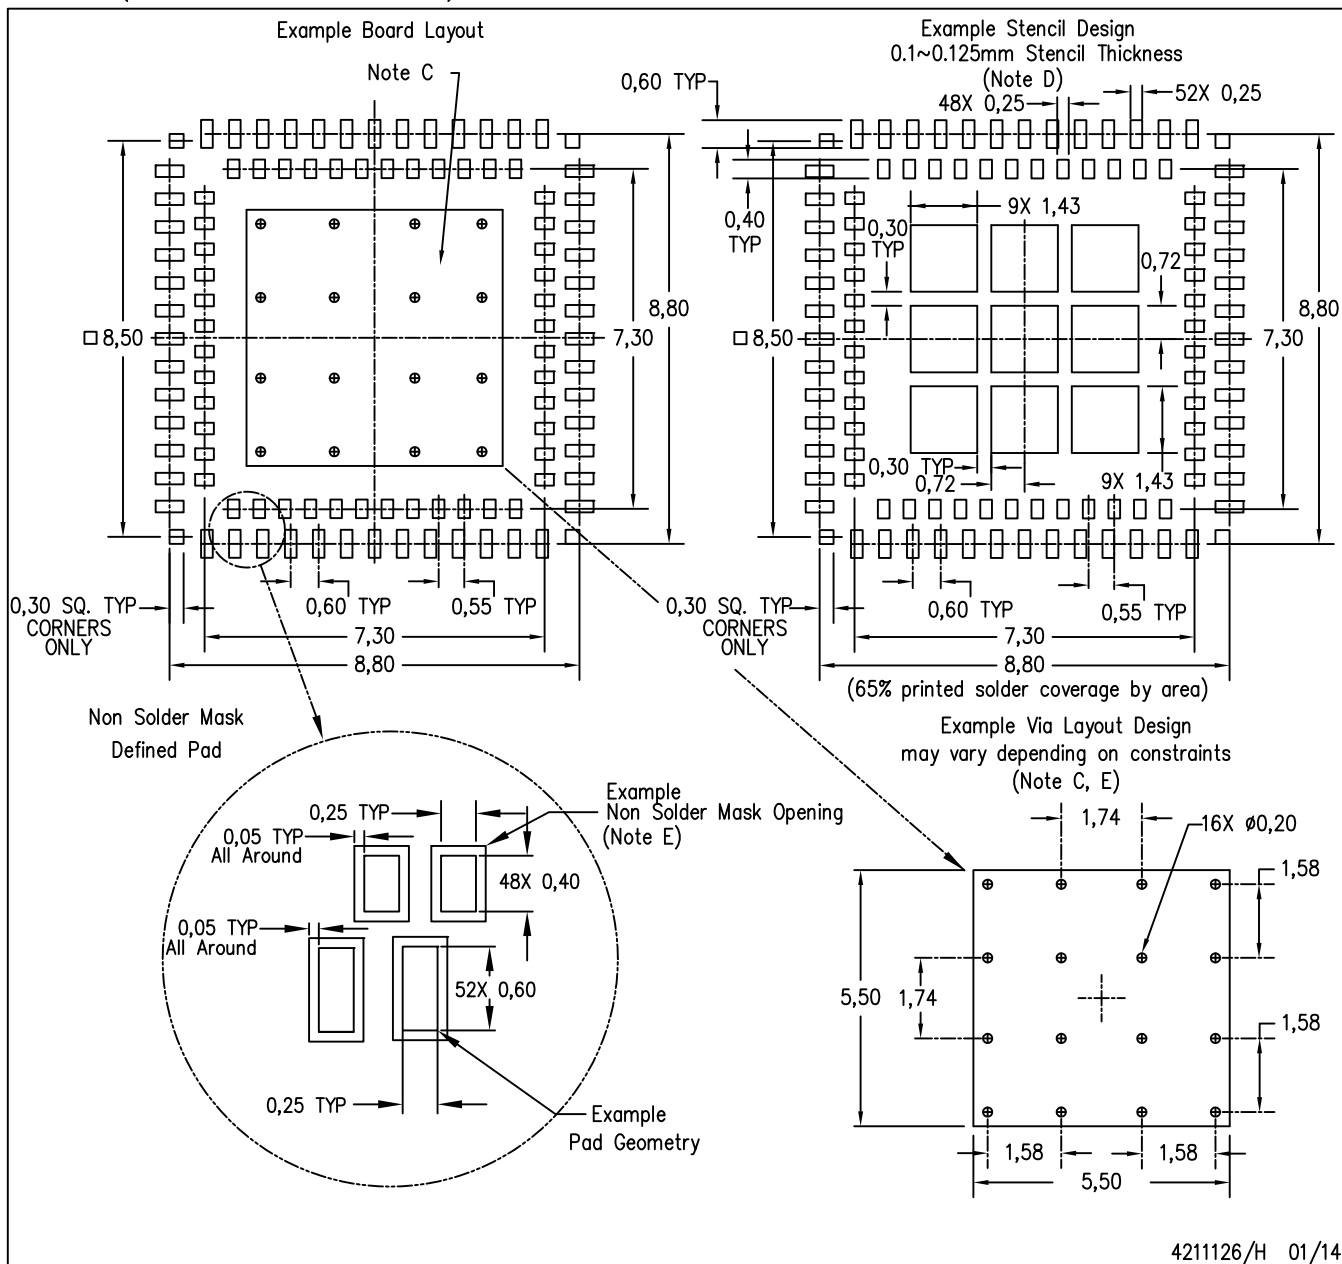 Example Board Layout
Note C
8,50
8,80
7,30
0,30 SQ. TYP
CORNERS
ONLY
0,60 TYP
0,55 TYP
7,30
8,80
Example Stencil Design
0.1~0.125mm Stencil Thickness
(Note D)
0,60 TYP
48X 0,25
52X 0,25
0,40
TYP
0,30
TYP
9X 1,43
0,72
8,50
8,80
7,30
0,30 TYP
0,72
9X 1,43
0,30 SQ. TYP
CORNERS
ONLY
0,60 TYP
0,55 TYP
7,30
8,80
(65% printed solder coverage by area)
Non Solder Mask
Defined Pad
0,25 TYP
Example
Non Solder Mask Opening
(Note E)
0,05 TYP
All Around
48X 0,40
0,05 TYP
All Around
52X 0,60
0,25 TYP
Example
Pad Geometry
Example Via Layout Design
may vary depending on constraints
(Note C, E)
1,74
16X ø0,20
1,58
5,50
1,74
1,58
1,58
1,58
5,50
4211126/H 01/14